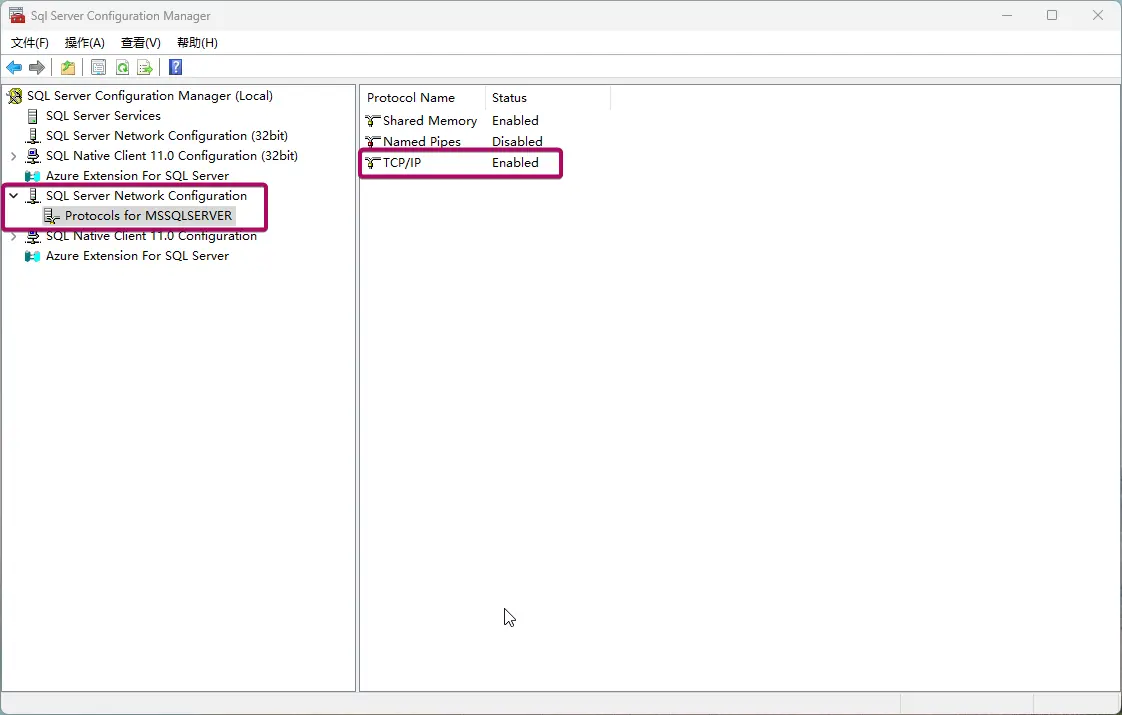 Sql Server Configuration Manager
文件(F) 操作(A) 查看(V) 帮助(H)
SQL Server Configuration Manager (Local)
SQL Server Services
SQL Server Network Configuration (32bit)
SQL Native Client 11.0 Configuration (32bit)
Azure Extension For SQL Server
SQL Server Network Configuration
Protocols for MSSQLSERVER
SQL Native Client 11.0 Configuration
Azure Extension For SQL Server
Protocol Name Status
Shared Memory Enabled
Named Pipes Disabled
TCP/IP Enabled